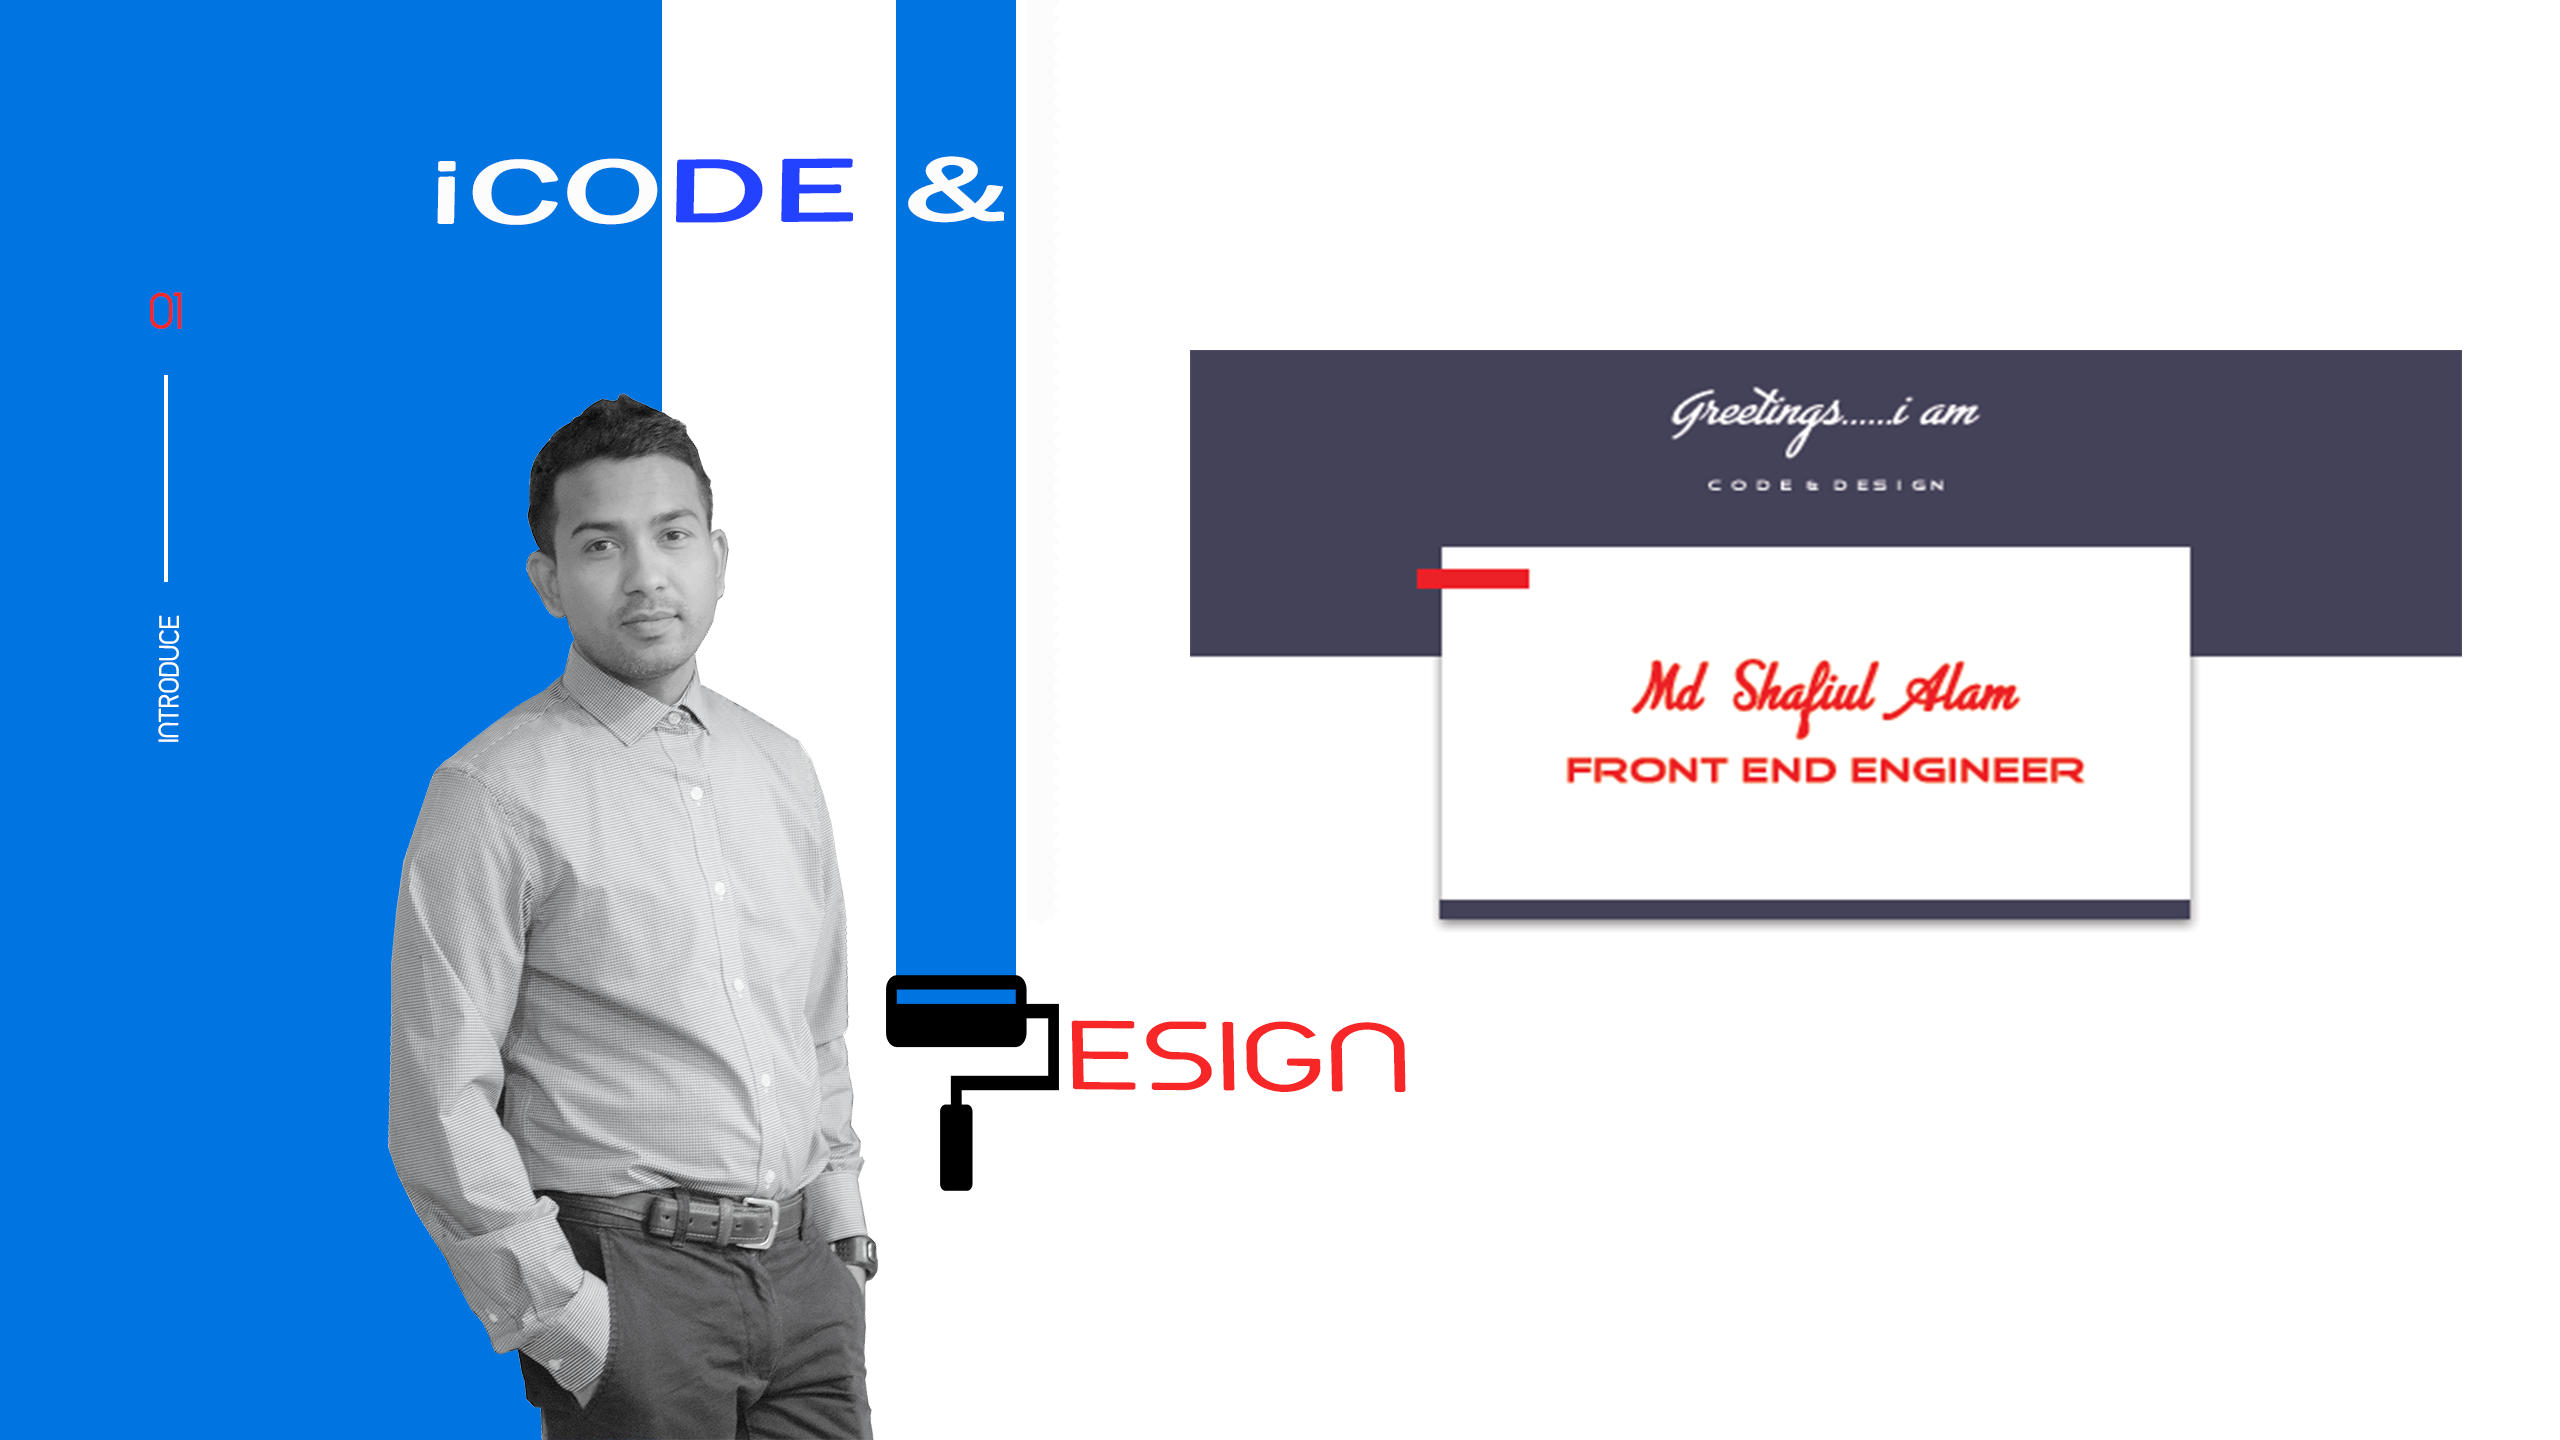 iCODE &
01
INTRODUCE
Greetings......i am
CODE & DESIGN
Md Shafiul Alam
FRONT END ENGINEER
ESIGN